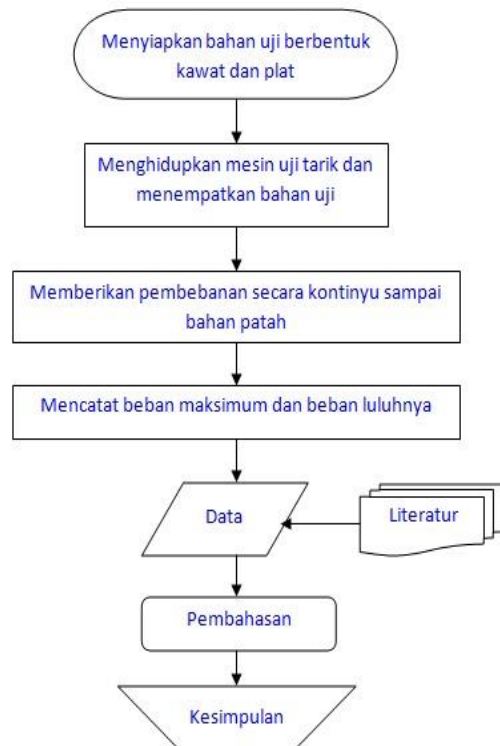 Menyiapkan bahan uji berbentuk
kawat dan plat
Menghidupkan mesin uji tarik dan
menempatkan bahan uji
Memberikan pembebanan secara kontinyu sampai
bahan patah
Mencatat beban maksimum dan beban luluhnya
Data
Literatur
Pembahasan
Kesimpulan